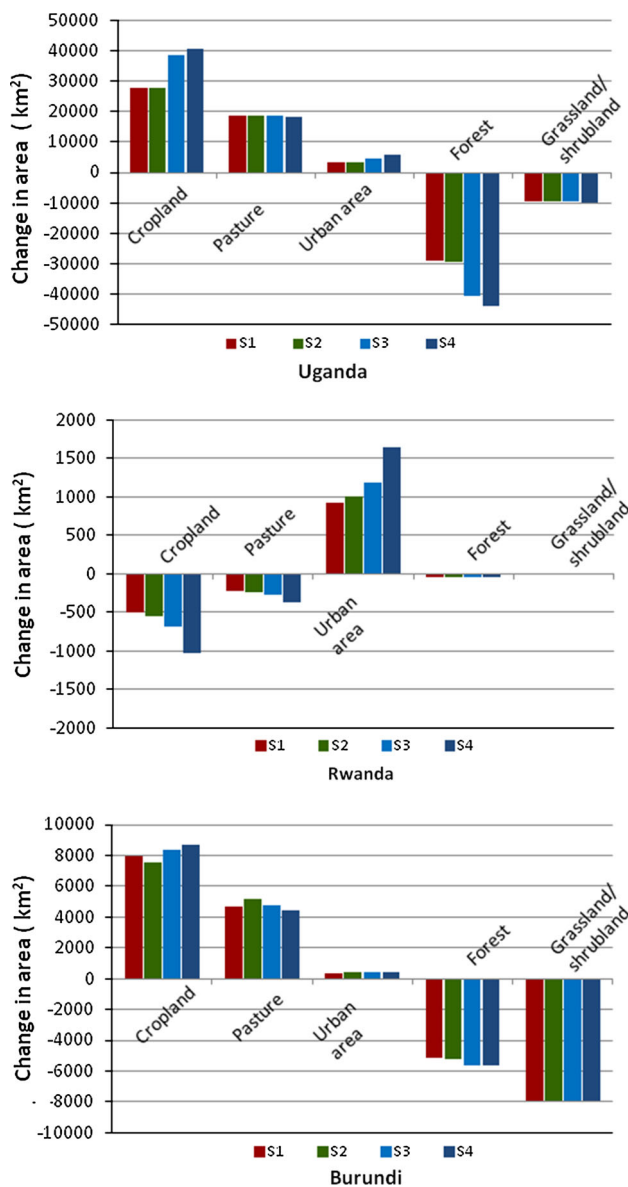 50000
40000
30000
20000
10000
0
-10000
-20000
-30000
-40000
-50000
Change in area ( km²)
Cropland
Pasture
Urban area
Forest
Grassland/
shrubland
S1 S2 S3 S4
Uganda
2000
1500
1000
500
0
-500
-1000
-1500
-2000
Change in area ( km²)
Cropland
Pasture
Urban
area
Forest
Grassland/
shrubland
S1 S2 S3 S4
Rwanda
10000
8000
6000
4000
2000
0
-2000
-4000
-6000
-8000
-10000
Change in area ( km²)
Cropland
Pasture
Urban
area
Forest
Grassland/
shrubland
S1 S2 S3 S4
Burundi